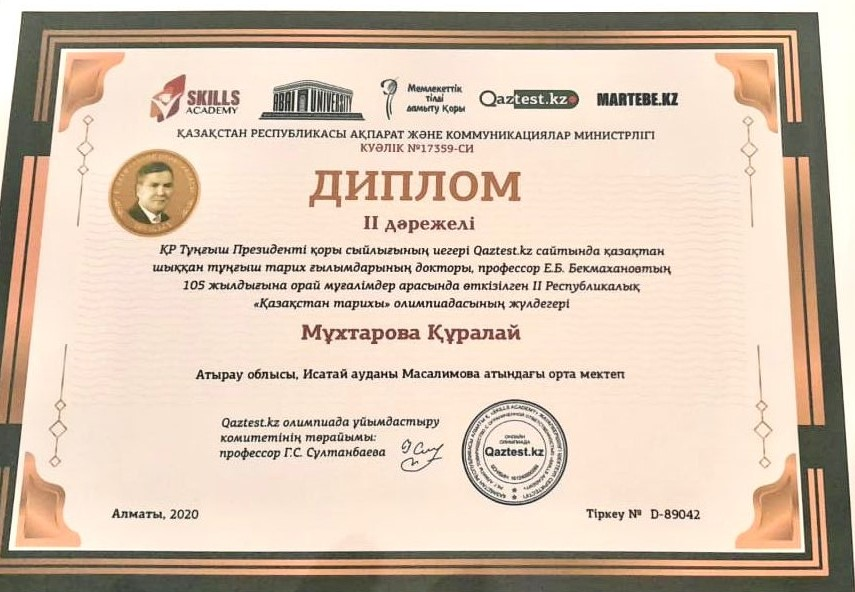 SKILLS
ACADEMY
ABAI UNIVERSITY
Мемлекеттік
тілді
дамыту Қоры
Qaztest.kz
MARTEBE.KZ
ҚАЗАҚСТАН РЕСПУБЛИКАСЫ АҚПАРАТ ЖӘНЕ КОММУНИКАЦИЯЛАР МИНИСТРЛІГІ
КУӘЛІК №17359-СИ
ДИПЛОМ
II дәрежелі
ҚР Тұңғыш Президенті қоры сыйлығының иегері Qaztest.kz сайтында қазақтан
шыққан тұңғыш тарих ғылымдарының докторы, профессор Е.Б. Бекмахановтың
105 жылдығына орай мұғалімдер арасында өткізілген II Республикалық
«Қазақстан тарихы» олимпиадасының жүлдегері
Мұхтарова Құралай
Атырау облысы, Исатай ауданы Масалимова атындағы орта мектеп
Qaztest.kz олимпиада ұйымдастыру
комитетінің төрайымы:
профессор Г.С. Султанбаева
ОНЛАЙН
ОЛИМПИАДА
Qaztest.kz
Алматы, 2020
Тіркеу № D-89042